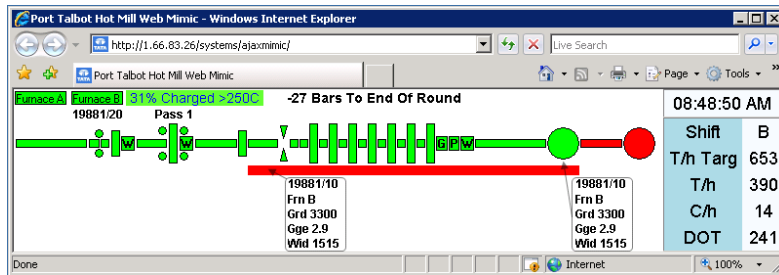 Port Talbot Hot Mill Web Mimic - Windows Internet Explorer
http://1.66.83.26/systems/ajaxmimic/
Live Search
TATA
Port Talbot Hot Mill Web Mimic
Page
Tools
Furnace A Furnace B 31% Charged >250C -27 Bars To End Of Round
08:48:50 AM
19881/20 Pass 1
Shift B
W W G P W
T/h Targ 653
T/h 390
C/h 14
DOT 241
19881/10
Frn B
Grd 3300
Gge 2.9
Wid 1515
19881/10
Frn B
Grd 3300
Gge 2.9
Wid 1515
Done
Internet
100%